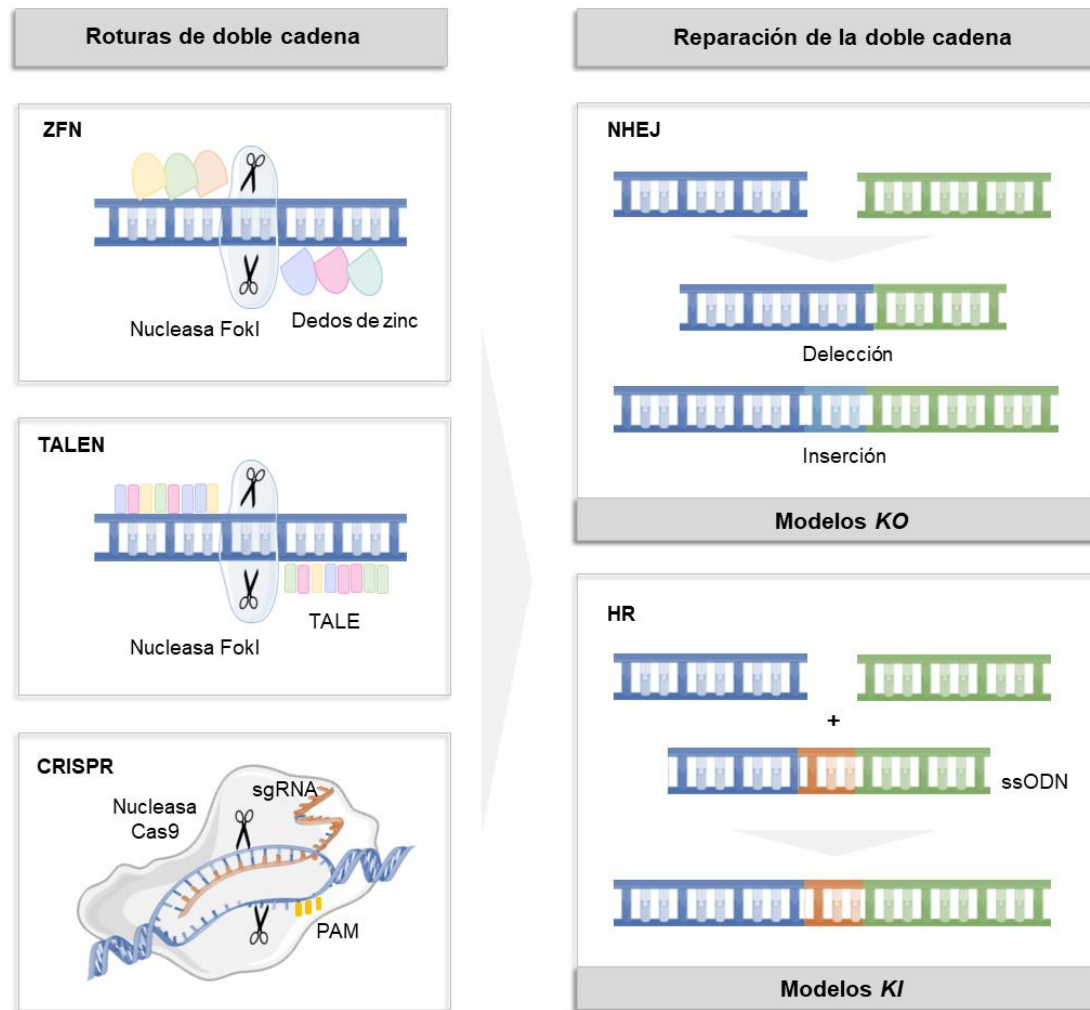 Roturas de doble cadena
ZFN
Nucleasa FokI
Dedos de zinc
TALEN
TALE
Nucleasa FokI
CRISPR
sgRNA
Nucleasa
Cas9
PAM
Reparación de la doble cadena
NHEJ
Delección
Inserción
Modelos KO
HR
+
ssODN
Modelos KI